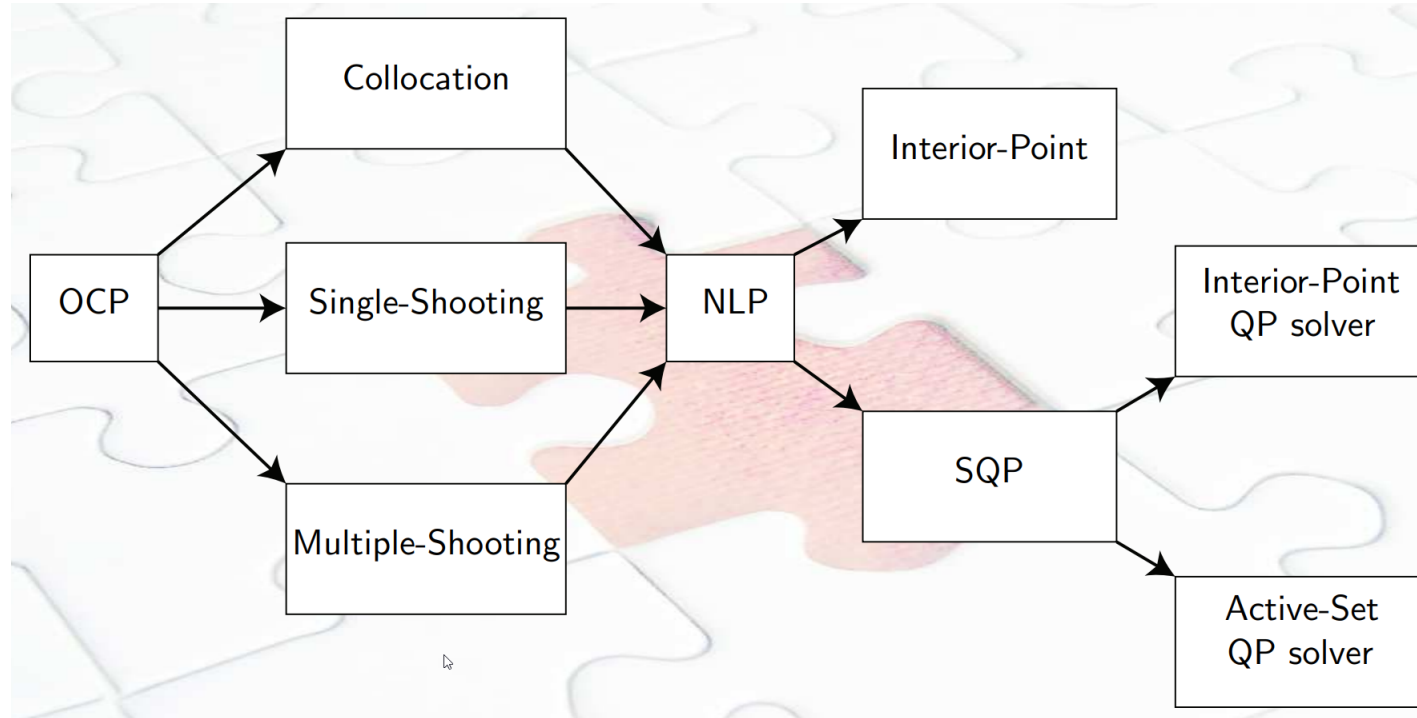 Collocation
Interior-Point
OCP
Single-Shooting
NLP
Interior-Point
QP solver
SQP
Multiple-Shooting
Active-Set
QP solver